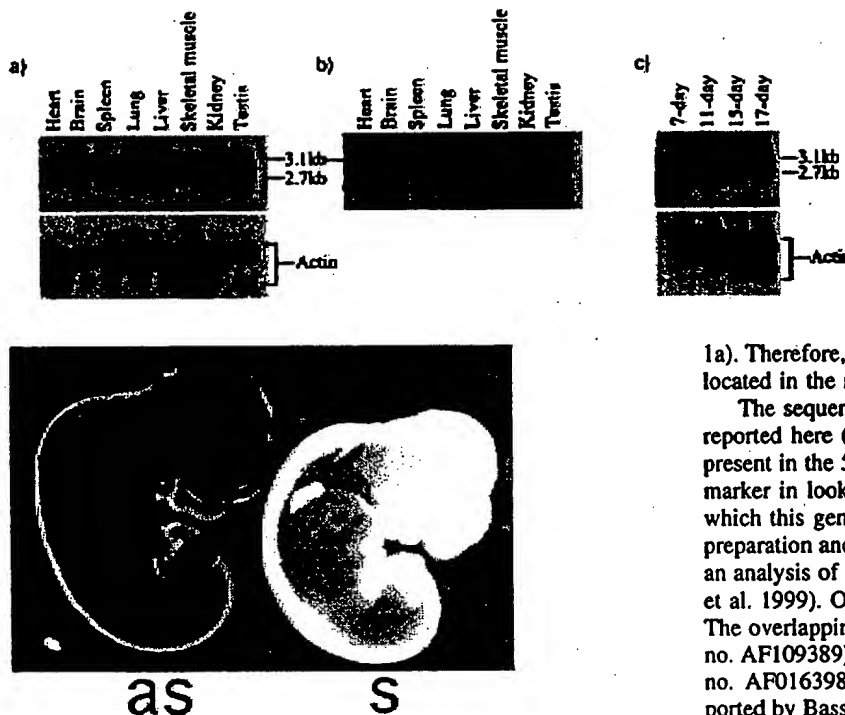 a)
Heart
Brain
Spleen
Lung
Liver
Skeletal muscle
Kidney
Testis
3.1kb
2.7kb
Actin
b)
Heart
Brain
Spleen
Lung
Liver
Skeletal muscle
Kidney
Testis
c)
7-day
11-day
15-day
17-day
3.1kb
2.7kb
Actin
as
s
1a). Therefore,
located in the
The sequen
reported here (
present in the
marker in look
which this gen
preparation and
an analysis of
et al. 1999). O
The overlappin
no. AF109389)
no. AF016398
ported by Bass